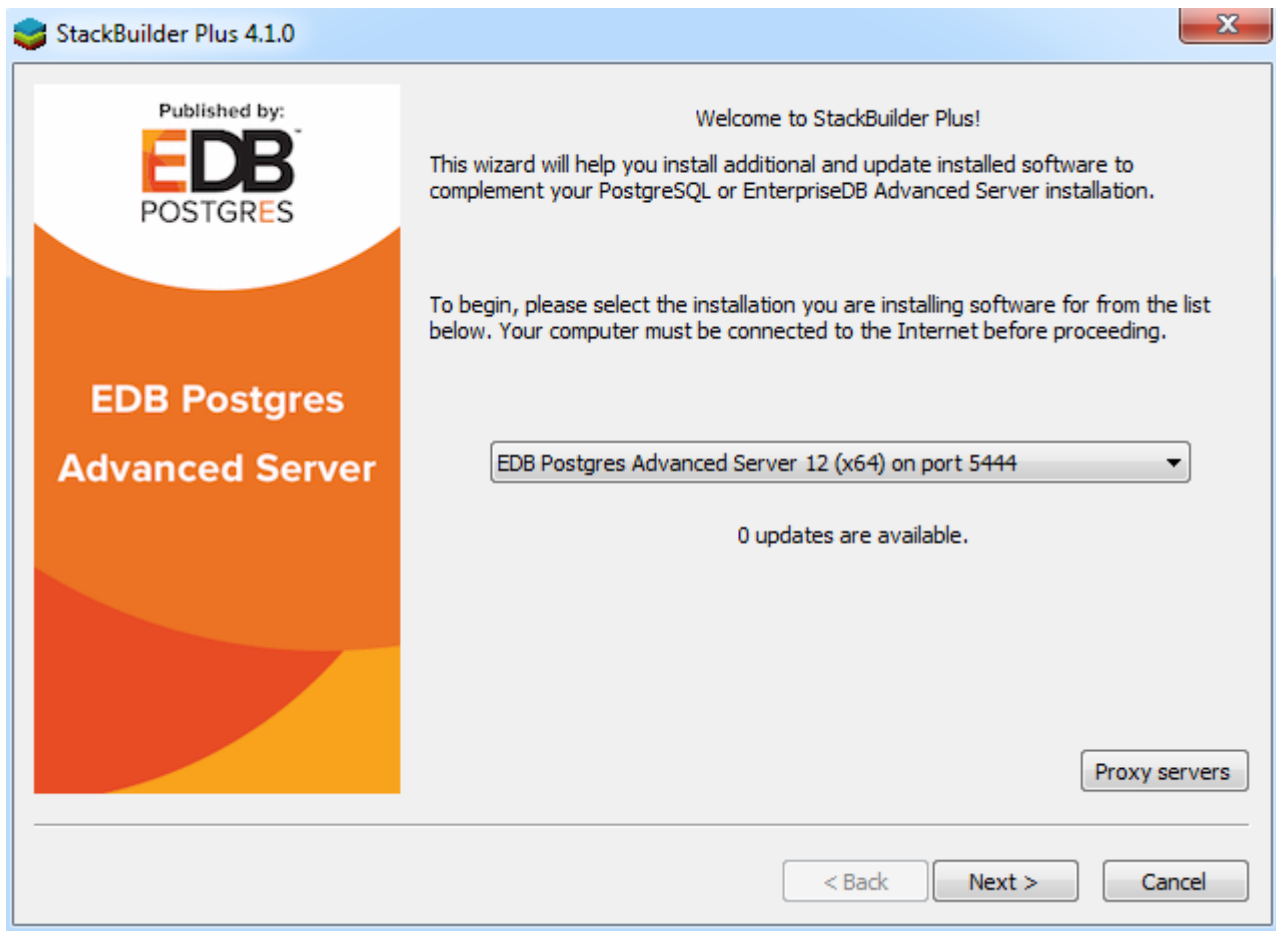 StackBuilder Plus 4.1.0
Published by:
EDB™
POSTGRES
EDB Postgres
Advanced Server
Welcome to StackBuilder Plus!
This wizard will help you install additional and update installed software to
complement your PostgreSQL or EnterpriseDB Advanced Server installation.
To begin, please select the installation you are installing software for from the list
below. Your computer must be connected to the Internet before proceeding.
EDB Postgres Advanced Server 12 (x64) on port 5444
0 updates are available.
Proxy servers
< Back
Next >
Cancel